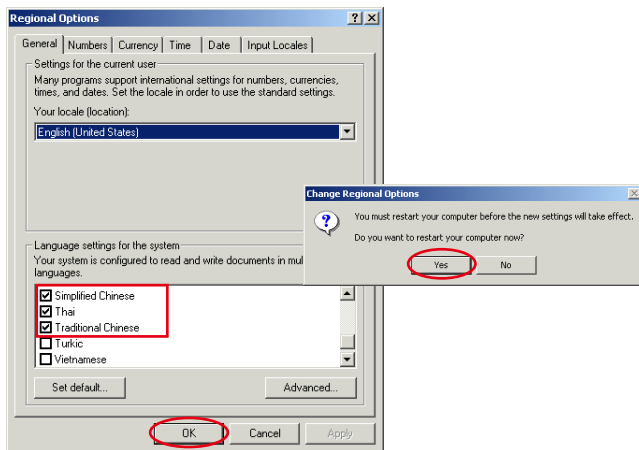 Regional Options
General Numbers Currency Time Date Input Locales
Settings for the current user
Many programs support international settings for numbers, currencies,
times, and dates. Set the locale in order to use the standard settings.
Your locale (location):
English (United States)
Language settings for the system
Your system is configured to read and write documents in mul
languages.
Simplified Chinese
Thai
Traditional Chinese
Turkic
Vietnamese
Set default...
Advanced...
OK
Cancel
Apply
Change Regional Options
You must restart your computer before the new settings will take effect.
Do you want to restart your computer now?
Yes
No